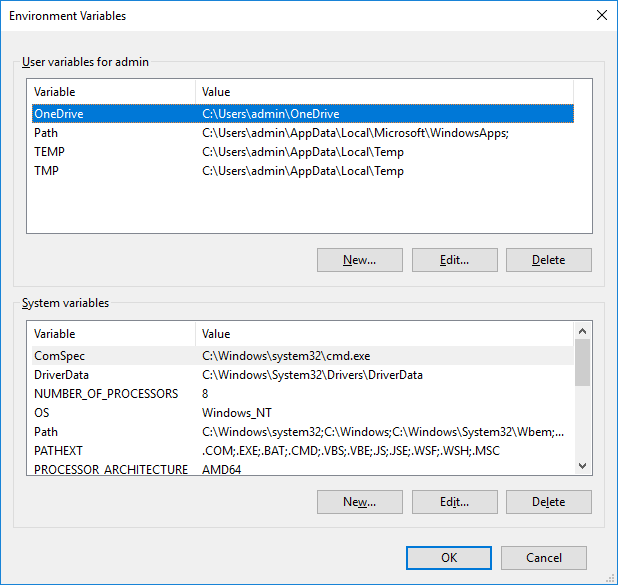 Environment Variables
User variables for admin
Variable Value
OneDrive C:\Users\admin\OneDrive
Path C:\Users\admin\AppData\Local\Microsoft\WindowsApps;
TEMP C:\Users\admin\AppData\Local\Temp
TMP C:\Users\admin\AppData\Local\Temp
New... Edit... Delete
System variables
Variable Value
ComSpec C:\Windows\system32\cmd.exe
DriverData C:\Windows\System32\Drivers\DriverData
NUMBER_OF_PROCESSORS 8
OS Windows_NT
Path C:\Windows\system32;C:\Windows;C:\Windows\System32\Wbem;...
PATHEXT .COM;.EXE;.BAT;.CMD;.VBS;.VBE;.JS;.JSE;.WSF;.WSH;.MSC
PROCESSOR_ARCHITECTURE AMD64
New... Edit... Delete
OK Cancel